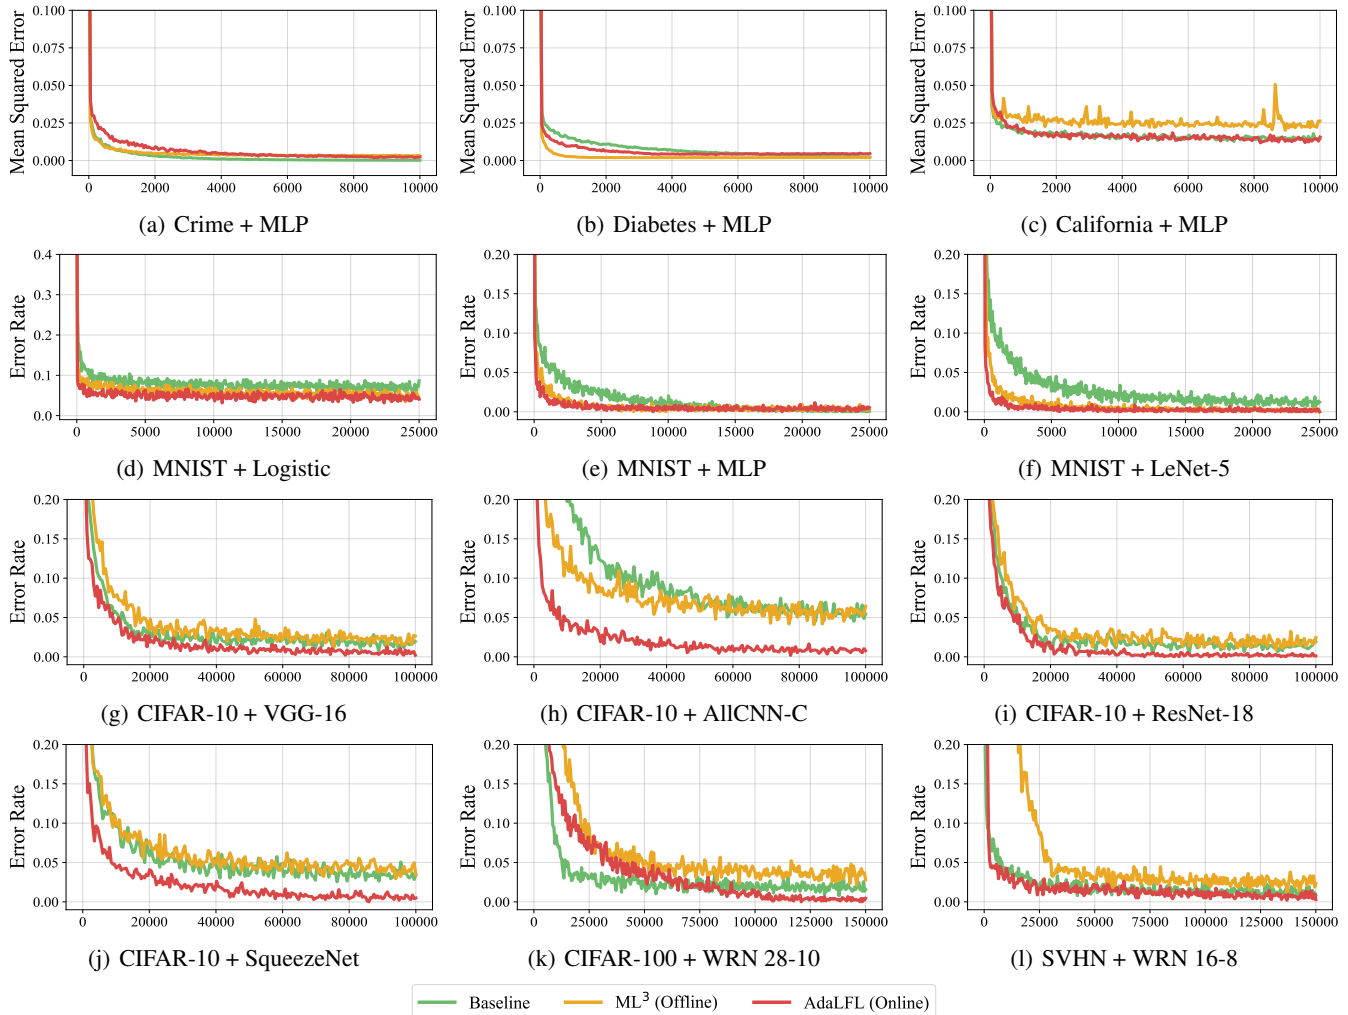 Mean Squared Error
0.100
0.075
0.050
0.025
0.000
0 2000 4000 6000 8000 10000
(a) Crime + MLP
Mean Squared Error
0.100
0.075
0.050
0.025
0.000
0 2000 4000 6000 8000 10000
(b) Diabetes + MLP
Mean Squared Error
0.100
0.075
0.050
0.025
0.000
0 2000 4000 6000 8000 10000
(c) California + MLP
Error Rate
0.4
0.3
0.2
0.1
0.0
0 5000 10000 15000 20000 25000
(d) MNIST + Logistic
Error Rate
0.20
0.15
0.10
0.05
0.00
0 5000 10000 15000 20000 25000
(e) MNIST + MLP
Error Rate
0.20
0.15
0.10
0.05
0.00
0 5000 10000 15000 20000 25000
(f) MNIST + LeNet-5
Error Rate
0.20
0.15
0.10
0.05
0.00
0 20000 40000 60000 80000 100000
(g) CIFAR-10 + VGG-16
Error Rate
0.20
0.15
0.10
0.05
0.00
0 20000 40000 60000 80000 100000
(h) CIFAR-10 + AllCNN-C
Error Rate
0.20
0.15
0.10
0.05
0.00
0 20000 40000 60000 80000 100000
(i) CIFAR-10 + ResNet-18
Error Rate
0.20
0.15
0.10
0.05
0.00
0 20000 40000 60000 80000 100000
(j) CIFAR-10 + SqueezeNet
Error Rate
0.20
0.15
0.10
0.05
0.00
0 25000 50000 75000 100000 125000 150000
(k) CIFAR-100 + WRN 28-10
Error Rate
0.20
0.15
0.10
0.05
0.00
0 25000 50000 75000 100000 125000 150000
(l) SVHN + WRN 16-8
Baseline ML³ (Offline) AdaLFL (Online)